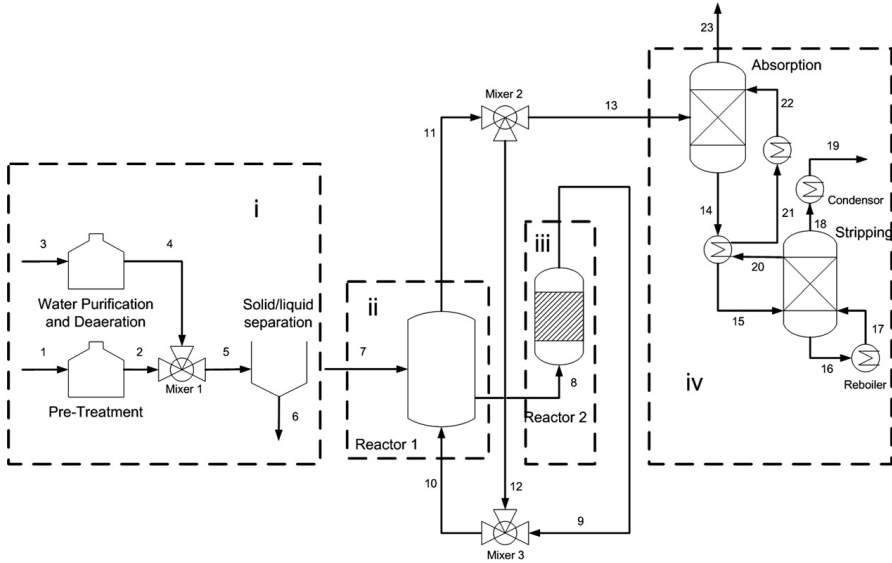 23
Absorption
Mixer 2
13
11
22
19
i
Condensor
14
21
18
3
4
iii
Stripping
20
Water Purification
and Deaeration
Solid/liquid
separation
ii
15
17
1
2
5
7
8
16
iv
Mixer 1
Reboiler
Pre-Treatment
6
Reactor 2
Reactor 1
10
12
9
Mixer 3